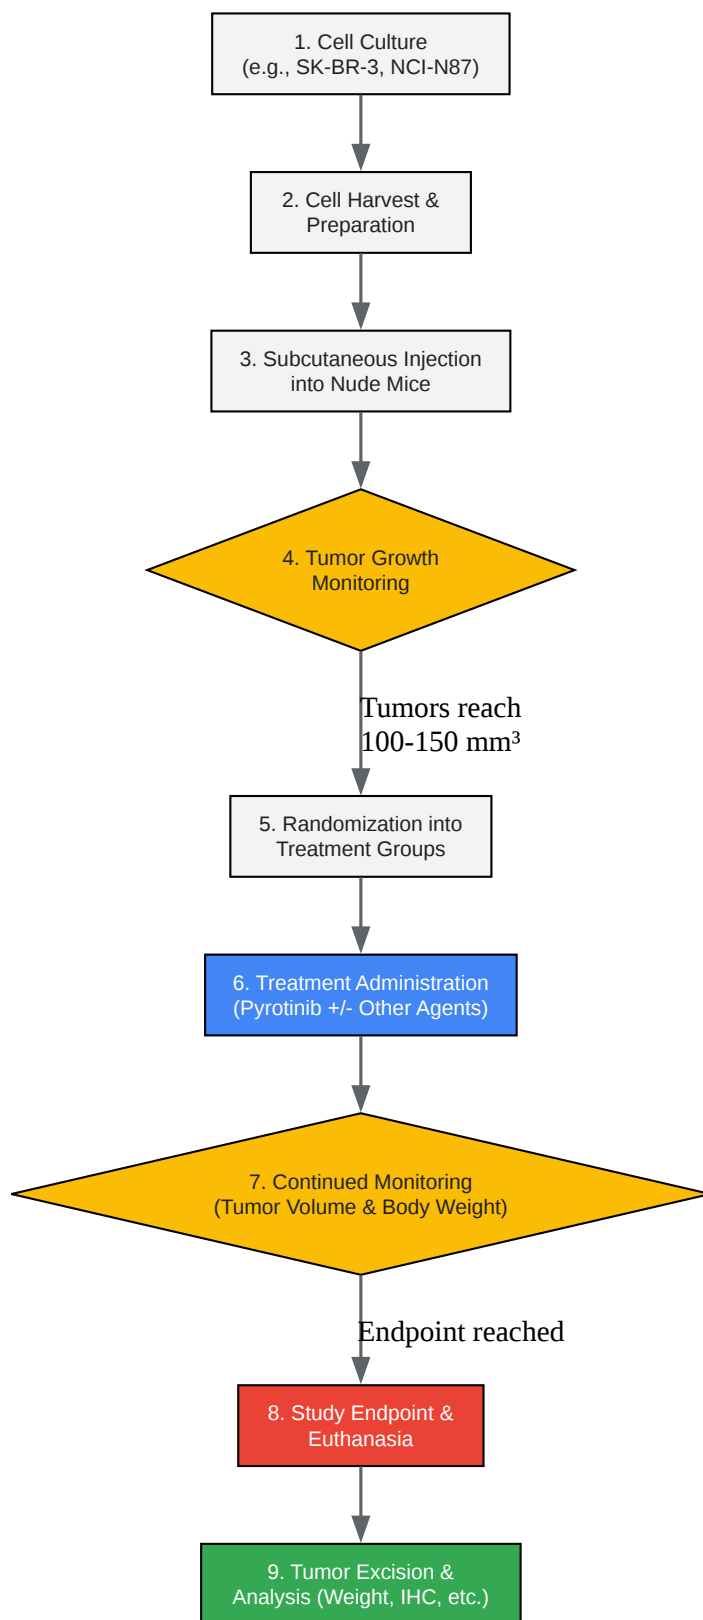 1. Cell Culture
(e.g., SK-BR-3, NCI-N87)
2. Cell Harvest &
Preparation
3. Subcutaneous Injection
into Nude Mice
4. Tumor Growth
Monitoring
Tumors reach
100-150 mm³
5. Randomization into
Treatment Groups
6. Treatment Administration
(Pyrotinib +/- Other Agents)
7. Continued Monitoring
(Tumor Volume & Body Weight)
Endpoint reached
8. Study Endpoint &
Euthanasia
9. Tumor Excision &
Analysis (Weight, IHC, etc.)